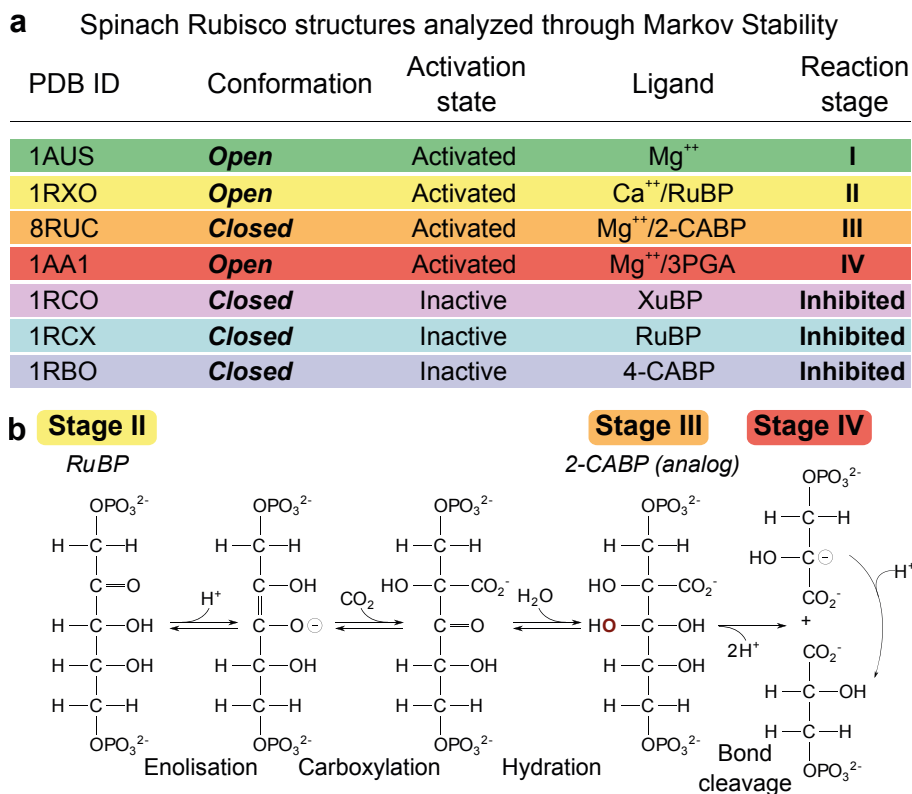 a Spinach Rubisco structures analyzed through Markov Stability
PDB ID Conformation Activation state Ligand Reaction stage
1AUS Open Activated Mg++ I
1RXO Open Activated Ca++/RuBP II
8RUC Closed Activated Mg++/2-CABP III
1AA1 Open Activated Mg++/3PGA IV
1RCO Closed Inactive XuBP Inhibited
1RCX Closed Inactive RuBP Inhibited
1RBO Closed Inactive 4-CABP Inhibited
b Stage II Stage III Stage IV
RuBP 2-CABP (analog)
OPO3 2-
H—C—H
C=O
H—C—OH
H—C—OH
H—C—H
OPO3 2-
H+
Enolisation
OPO3 2-
H—C—H
C—OH
C—O⊖
H—C—OH
H—C—H
OPO3 2-
CO2
Carboxylation
OPO3 2-
H—C—H
HO—C—CO2-
C=O
H—C—OH
H—C—H
OPO3 2-
H2O
Hydration
OPO3 2-
H—C—H
HO—C—CO2-
HO—C—OH
H—C—OH
H—C—H
OPO3 2-
2H+
Bond
cleavage
OPO3 2-
H—C—H
HO—C⊖
CO2-
+
H+
CO2-
H—C—OH
H—C—H
OPO3 2-